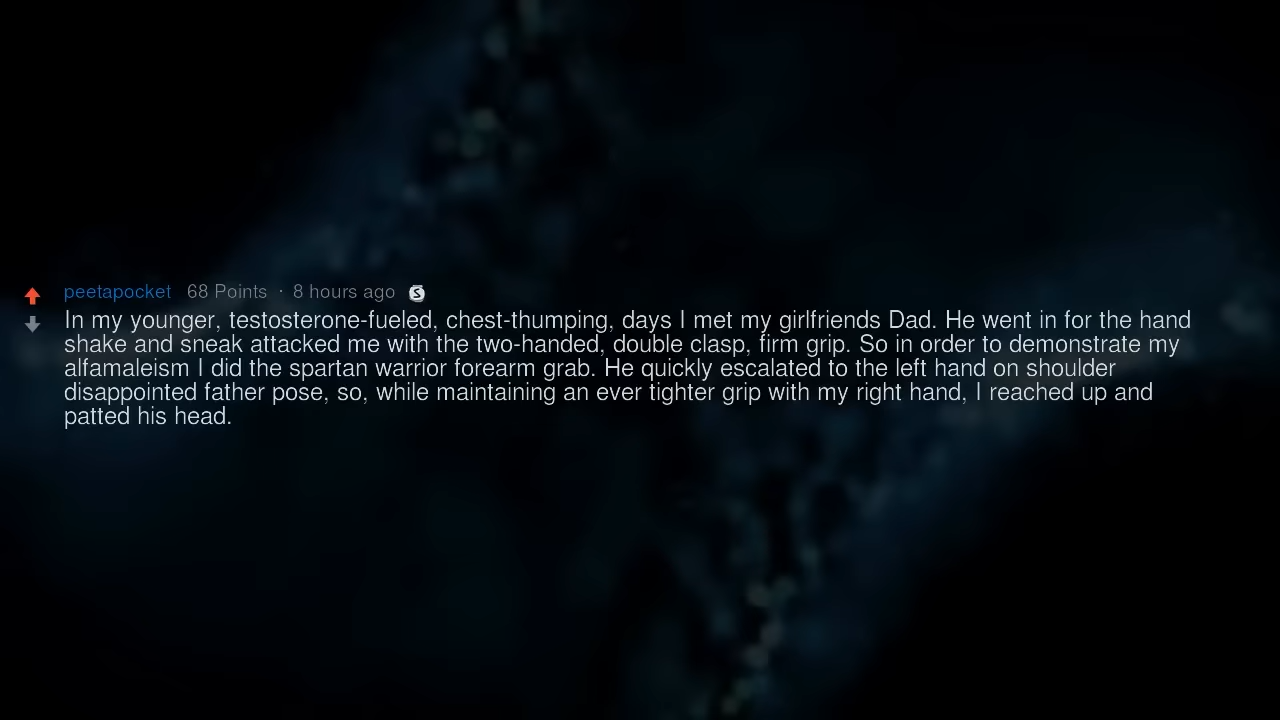 peetapocket 68 Points · 8 hours ago
In my younger, testosterone-fueled, chest-thumping, days I met my girlfriends Dad. He went in for the hand
shake and sneak attacked me with the two-handed, double clasp, firm grip. So in order to demonstrate my
alfamaleism I did the spartan warrior forearm grab. He quickly escalated to the left hand on shoulder
disappointed father pose, so, while maintaining an ever tighter grip with my right hand, I reached up and
patted his head.